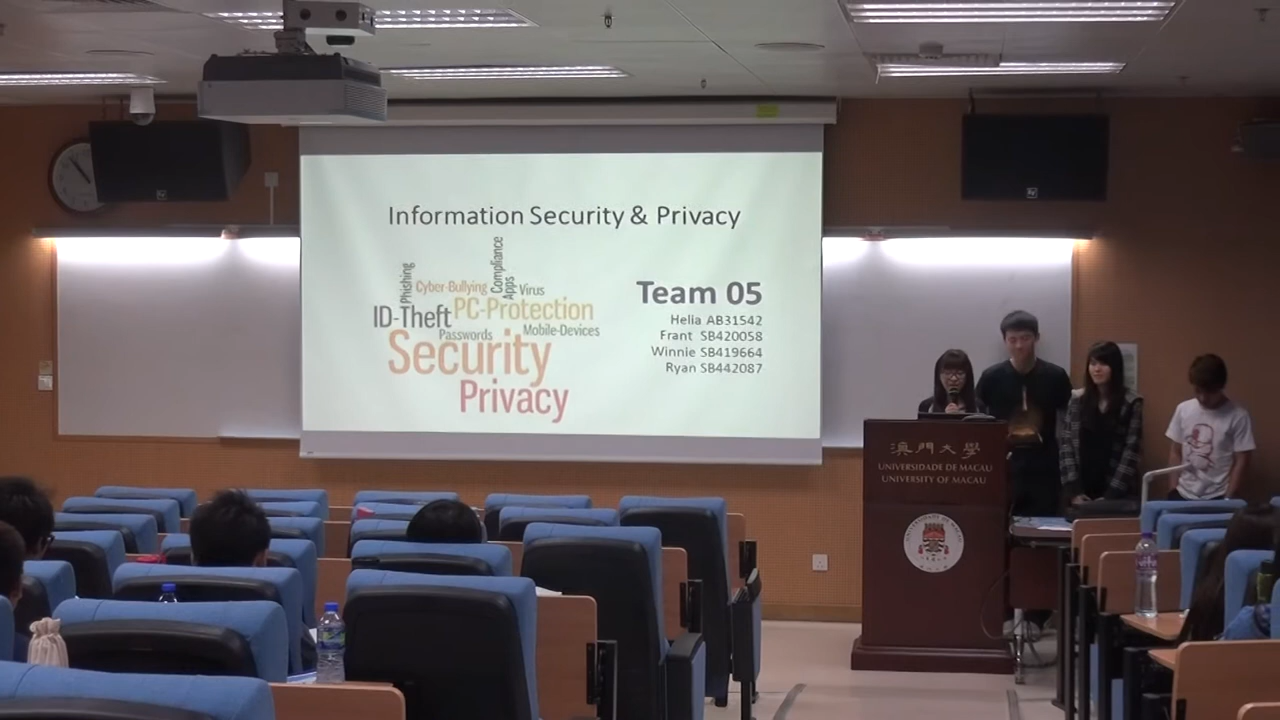 Information Security & Privacy
Phishing
Cyber-Bullying
Compliance
Apps
Virus
ID-Theft
PC-Protection
Passwords
Mobile-Devices
Security
Privacy
Team 05
Helia AB31542
Frant SB420058
Winnie SB419664
Ryan SB442087
澳門大學
UNIVERSIDADE DE MACAU
UNIVERSITY OF MACAU